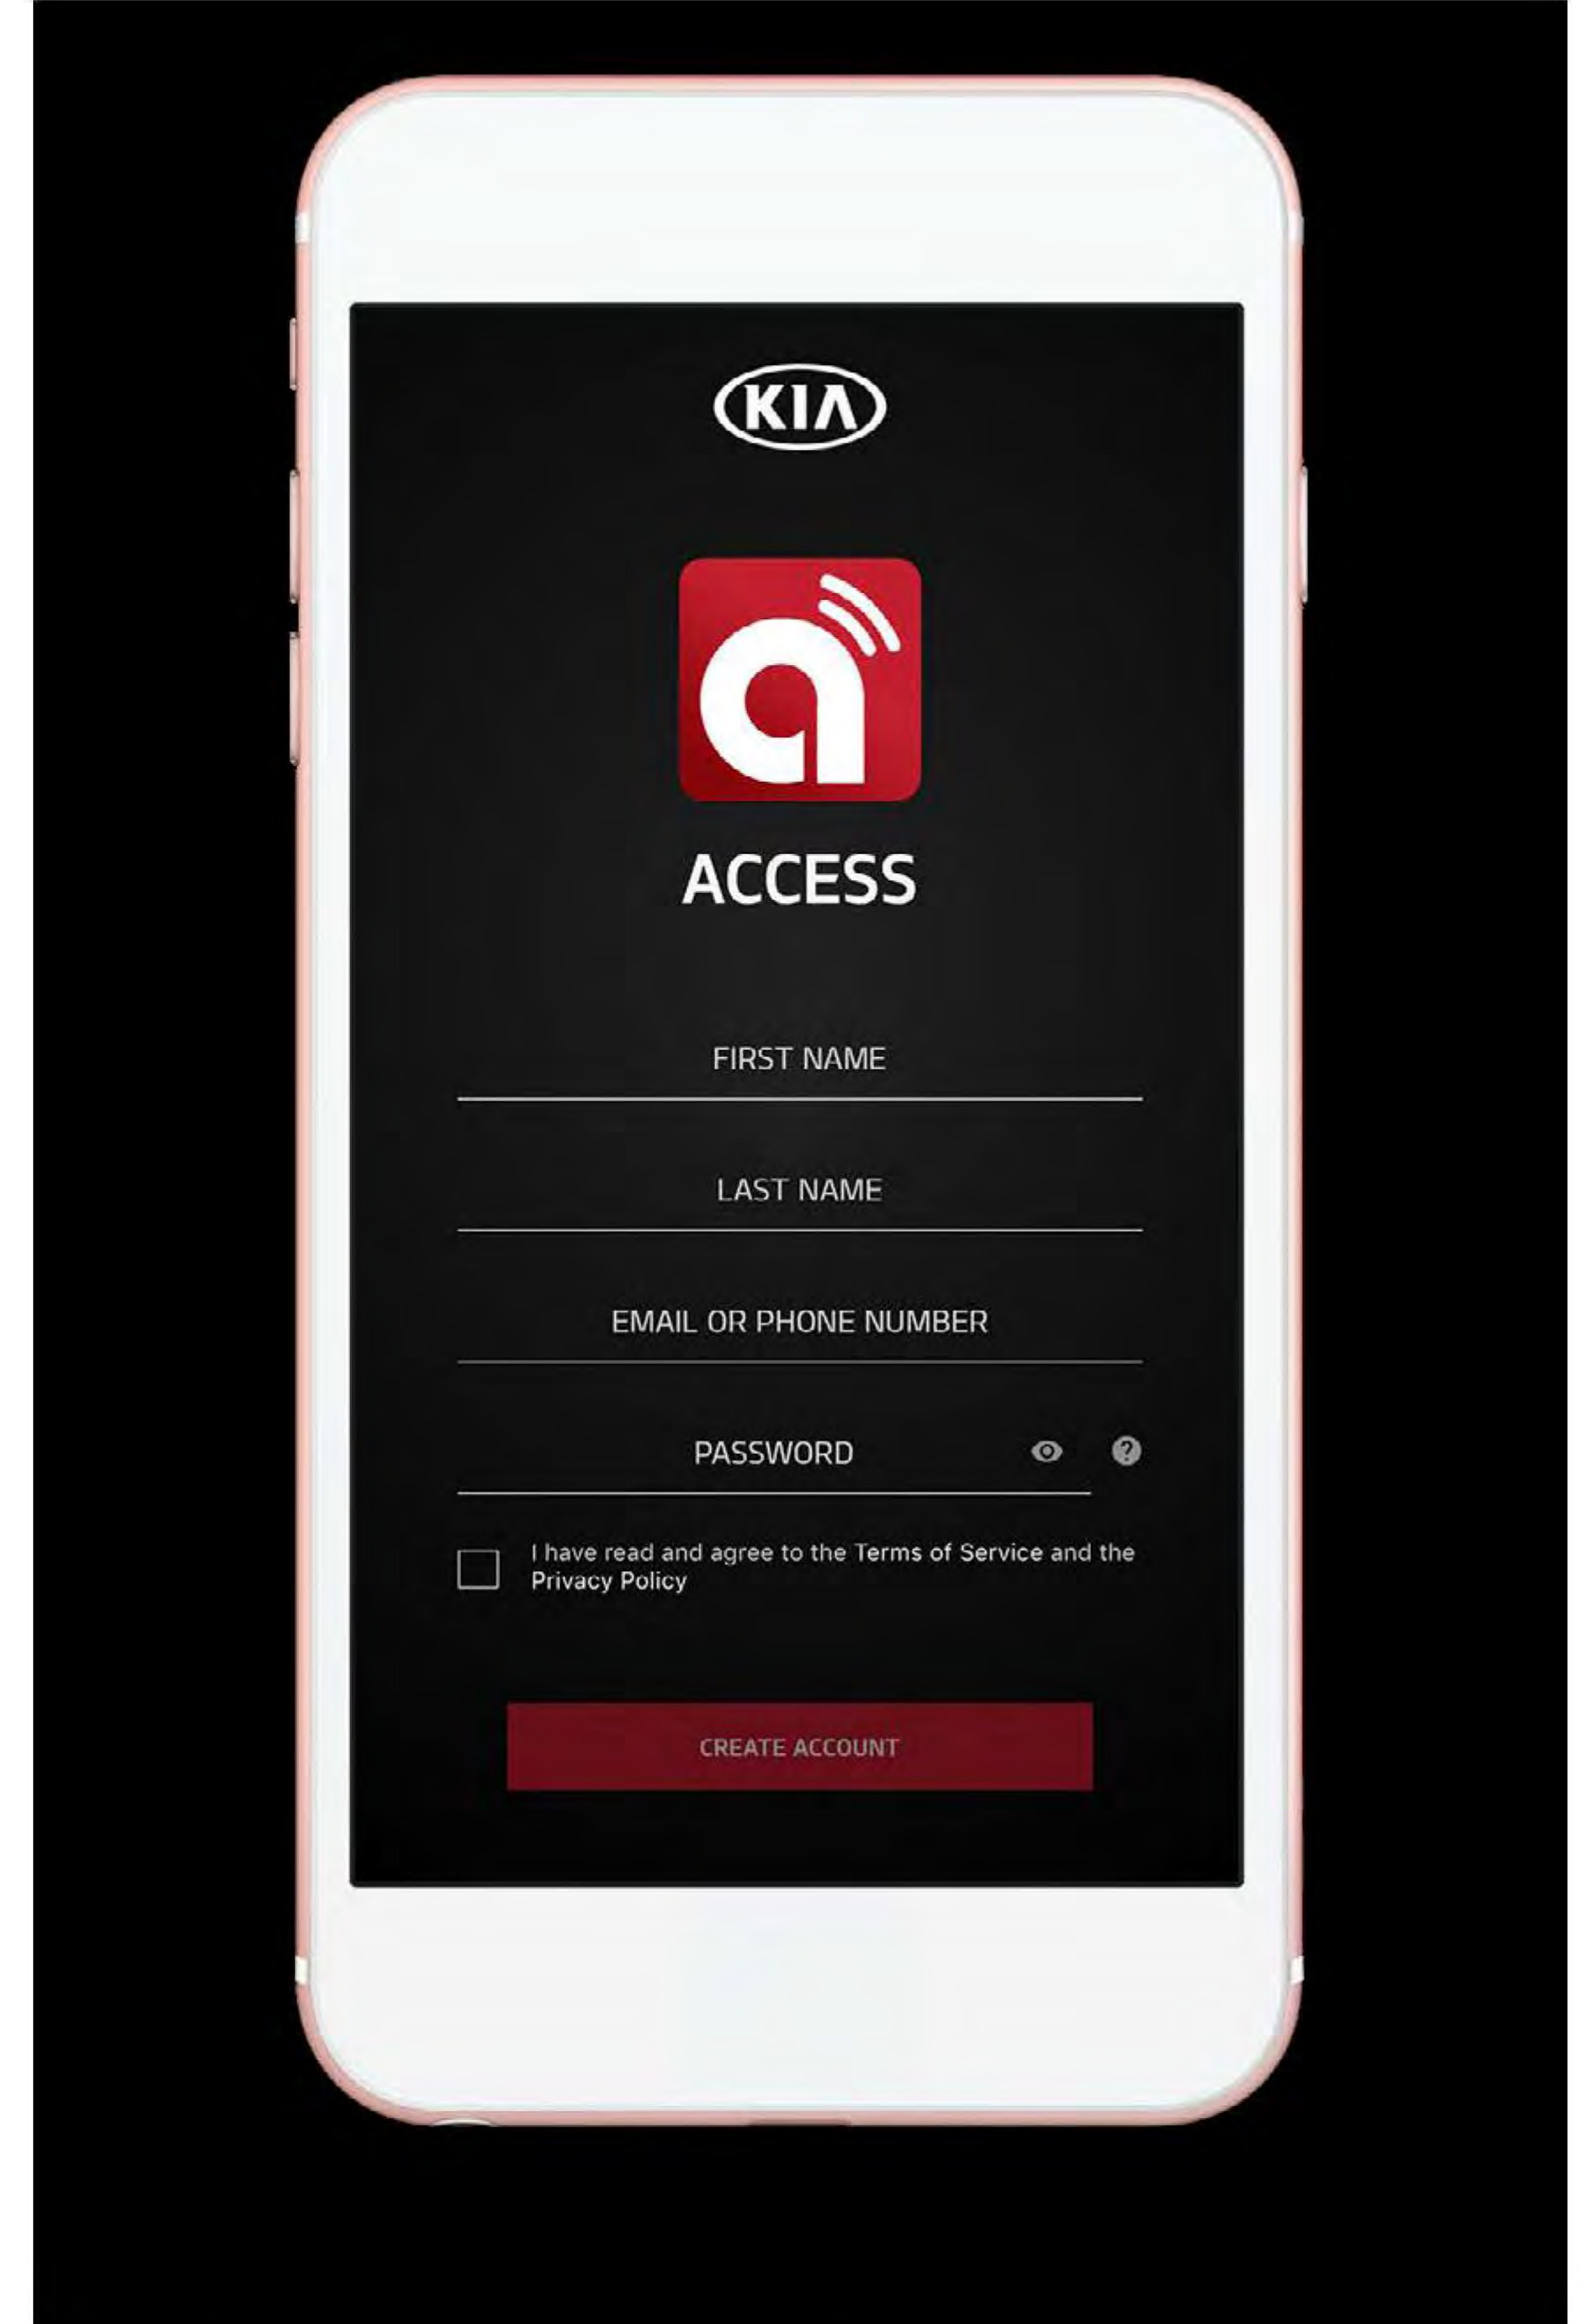 KIA
a
ACCESS
FIRST NAME
LAST NAME
EMAIL OR PHONE NUMBER
PASSWORD
?
I have read and agree to the Terms of Service and the
Privacy Policy
CREATE ACCOUNT